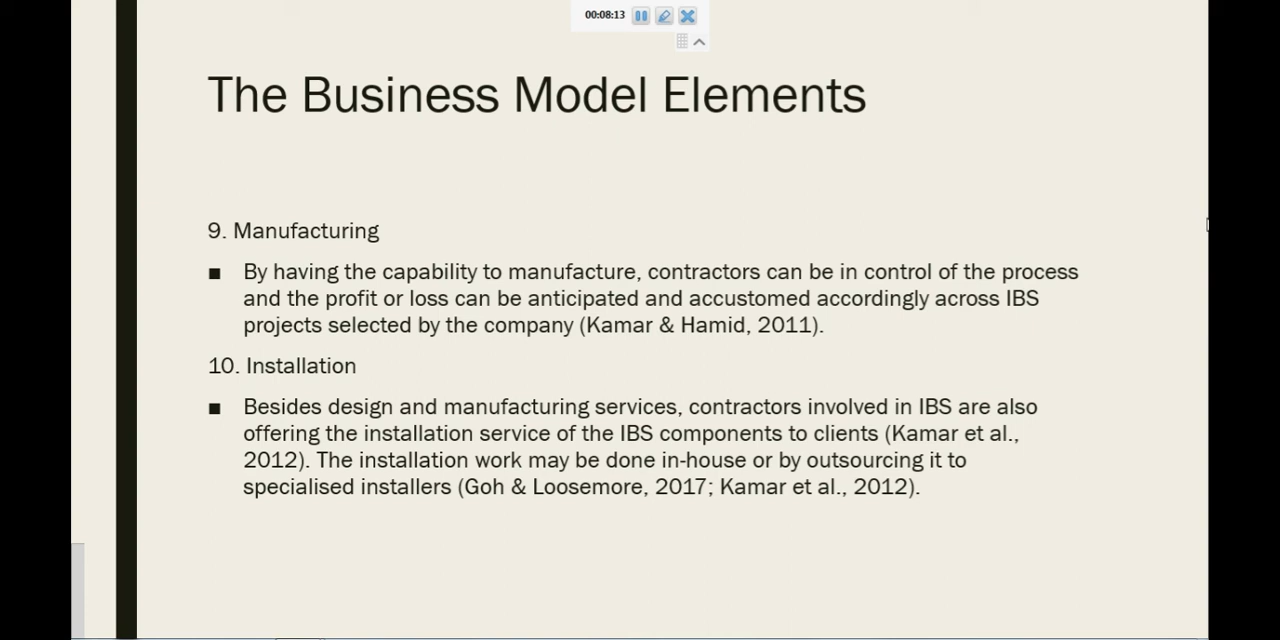 00:08:13
The Business Model Elements
9. Manufacturing
■ By having the capability to manufacture, contractors can be in control of the process
and the profit or loss can be anticipated and accustomed accordingly across IBS
projects selected by the company (Kamar & Hamid, 2011).
10. Installation
■ Besides design and manufacturing services, contractors involved in IBS are also
offering the installation service of the IBS components to clients (Kamar et al.,
2012). The installation work may be done in-house or by outsourcing it to
specialised installers (Goh & Loosemore, 2017; Kamar et al., 2012).